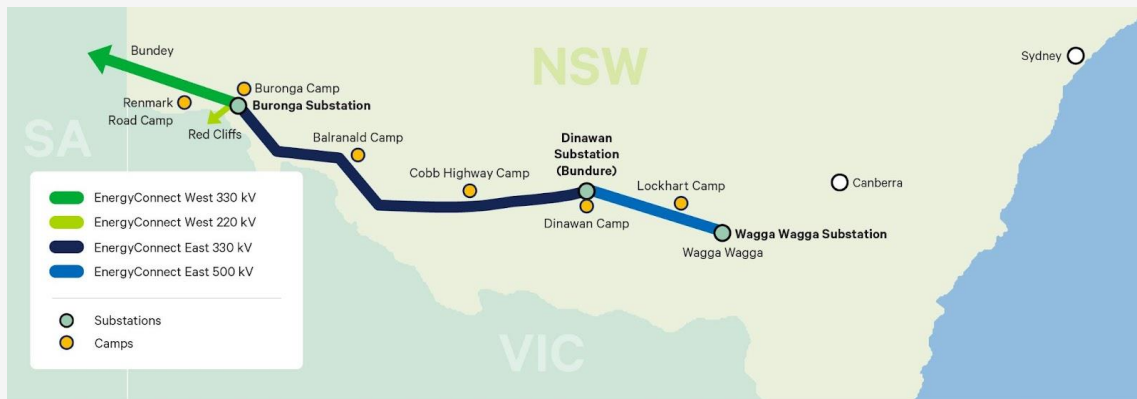 NSW
Sydney
Bundey
Buronga Camp
Renmark
Road Camp
Buronga Substation
Red Cliffs
SA
Balranald Camp
Dinawan
Substation
(Bundure)
Cobb Highway Camp
Lockhart Camp
Canberra
Dinawan Camp
Wagga Wagga Substation
Wagga Wagga
VIC
EnergyConnect West 330 kV
EnergyConnect West 220 kV
EnergyConnect East 330 kV
EnergyConnect East 500 kV
Substations
Camps